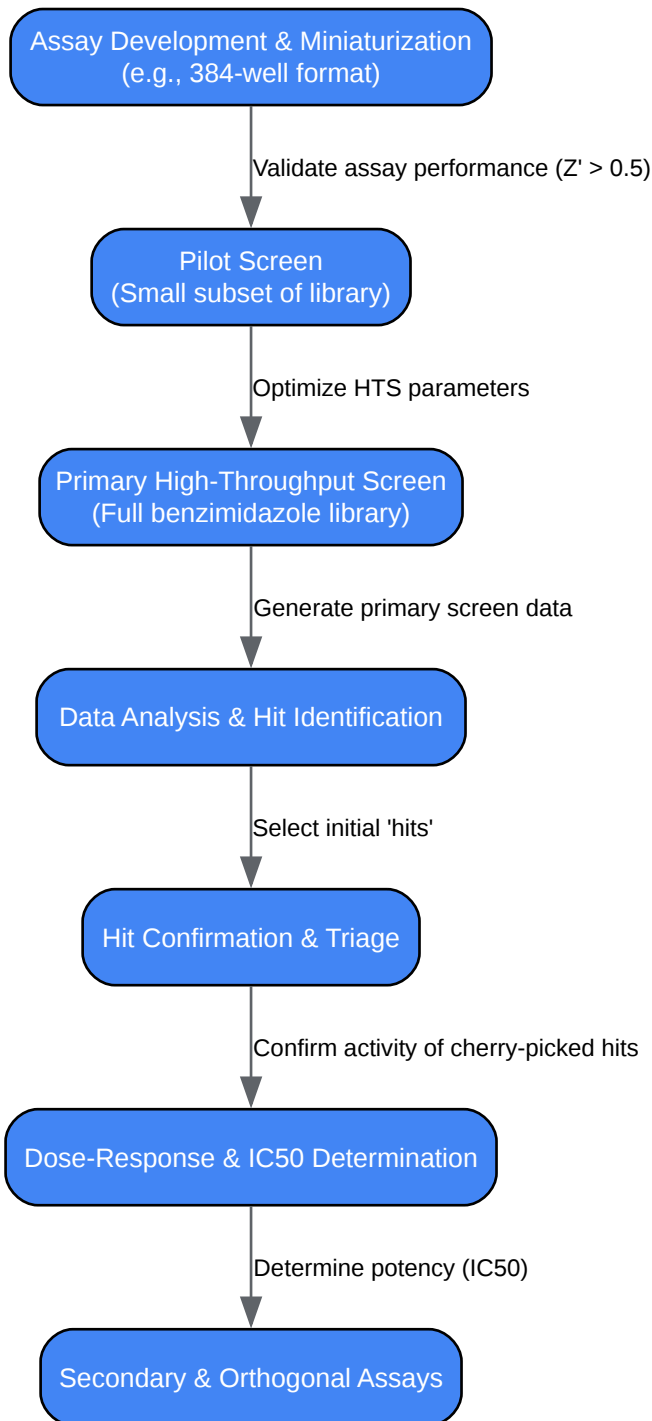 Assay Development & Miniaturization
(e.g., 384-well format)
Validate assay performance (Z' > 0.5)
Pilot Screen
(Small subset of library)
Optimize HTS parameters
Primary High-Throughput Screen
(Full benzimidazole library)
Generate primary screen data
Data Analysis & Hit Identification
Select initial 'hits'
Hit Confirmation & Triage
Confirm activity of cherry-picked hits
Dose-Response & IC50 Determination
Determine potency (IC50)
Secondary & Orthogonal Assays